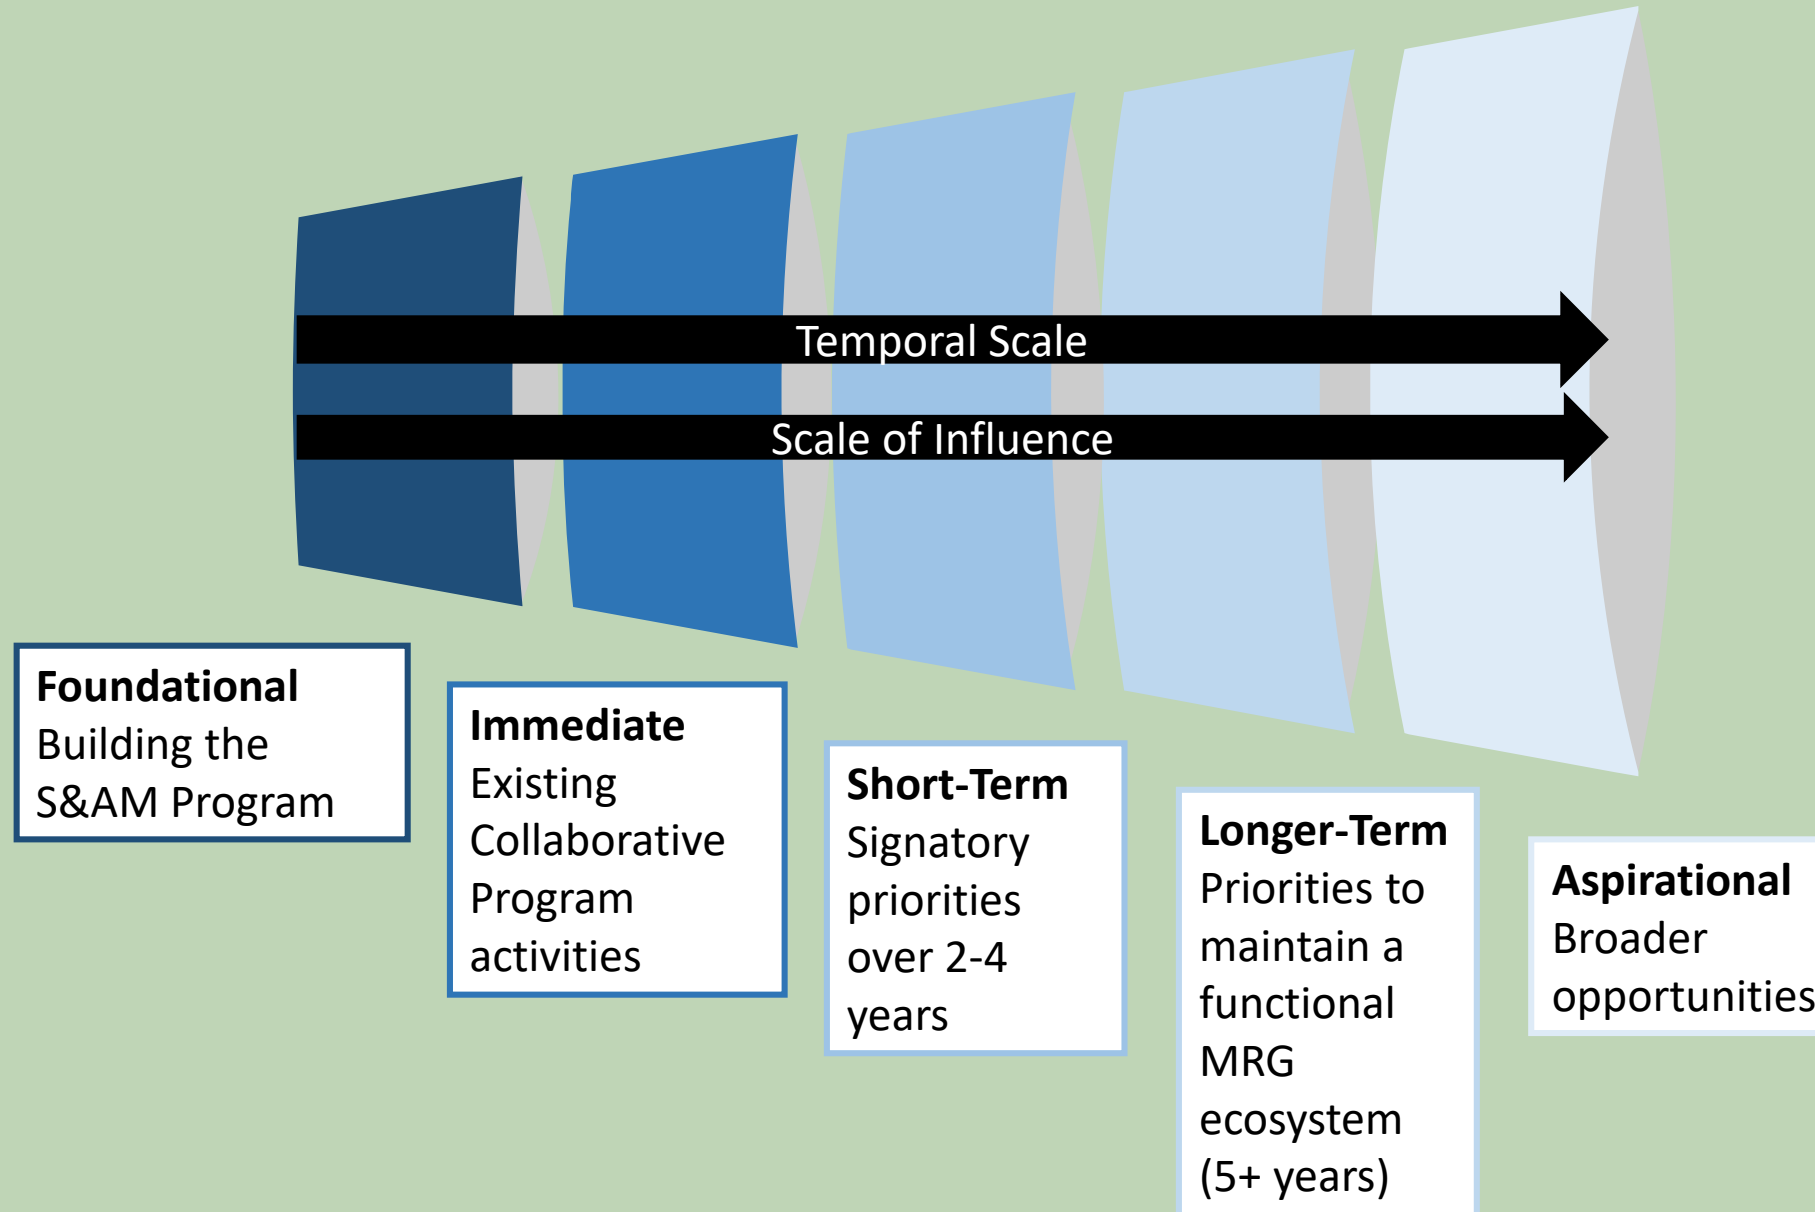 Temporal Scale
Scale of Influence
Foundational
Building the
S&AM Program
Immediate
Existing
Collaborative
Program
activities
Short-Term
Signatory
priorities
over 2-4
years
Longer-Term
Priorities to
maintain a
functional
MRG
ecosystem
(5+ years)
Aspirational
Broader
opportunities